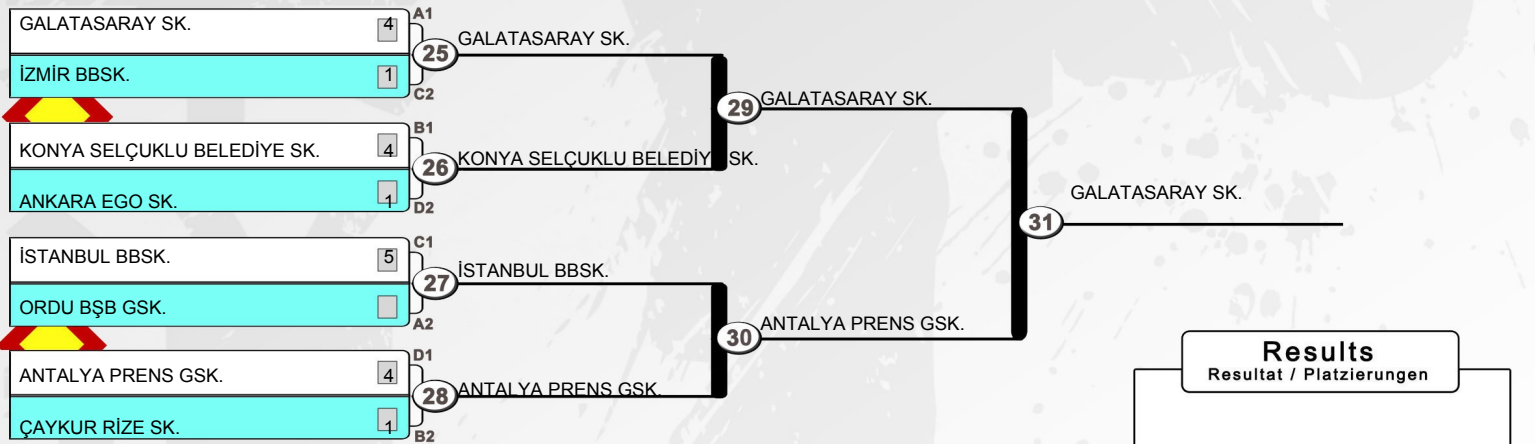 GALATASARAY SK. 4 A1
İZMİR BBSK. 1 C2
25 GALATASARAY SK.
KONYA SELÇUKLU BELEDİYE SK. 4 B1
ANKARA EGO SK. 1 D2
26 KONYA SELÇUKLU BELEDİY SK.
29 GALATASARAY SK.
İSTANBUL BBSK. 5 C1
ORDU BŞB GSK. A2
27 İSTANBUL BBSK.
ANTALYA PRENS GSK. 4 D1
ÇAYKUR RİZE SK. 1 B2
28 ANTALYA PRENS GSK.
30 ANTALYA PRENS GSK.
31 GALATASARAY SK.
Results
Resultat / Platzierungen